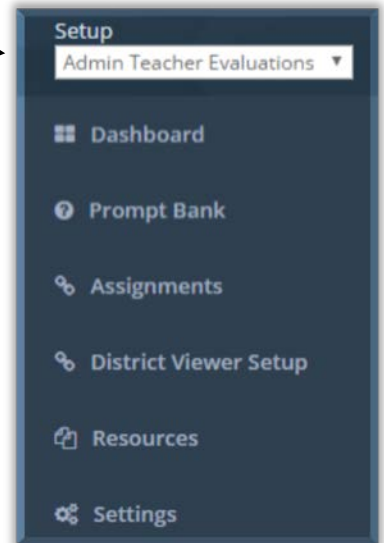 Setup
Admin Teacher Evaluations
Dashboard
Prompt Bank
Assignments
District Viewer Setup
Resources
Settings